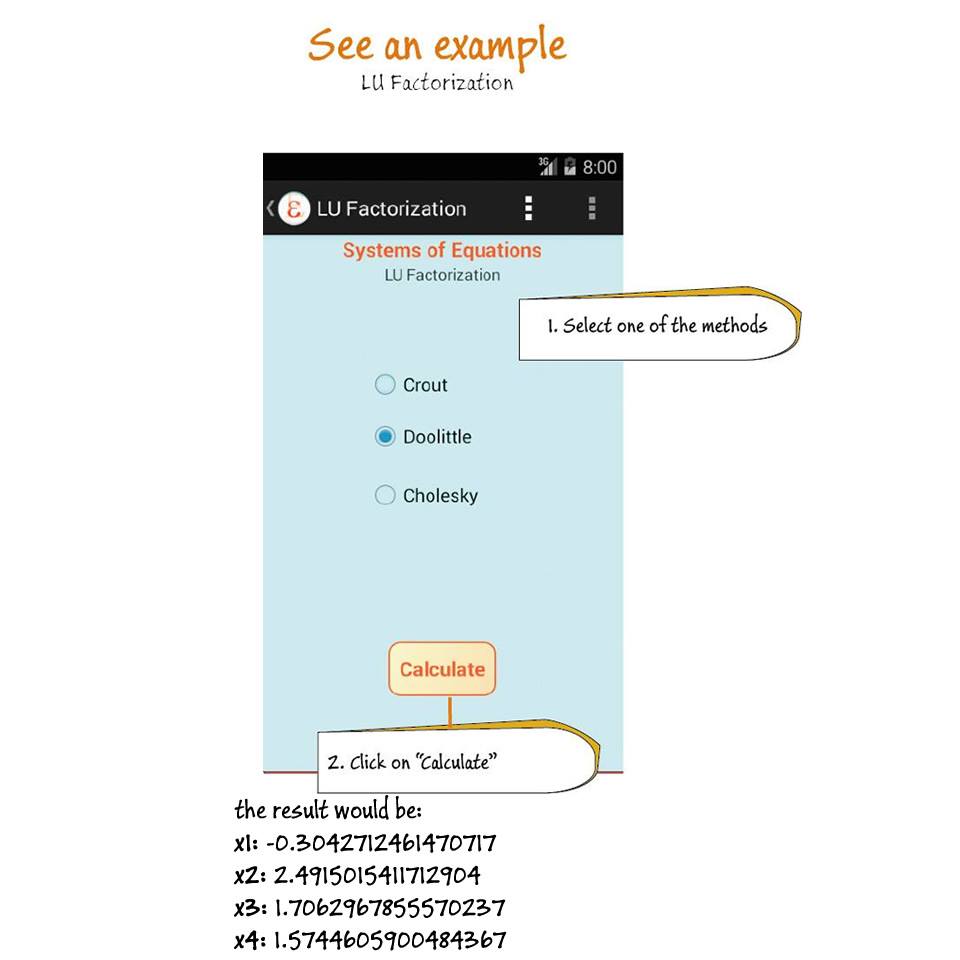 See an example
LU Factorization
3G 8:00
LU Factorization
Systems of Equations
LU Factorization
1. Select one of the methods
Crout
Doolittle
Cholesky
Calculate
2. Click on "Calculate"
the result would be:
x1: -0.3042712461470717
x2: 2.4915015411712904
x3: 1.7062967855570237
x4: 1.5744605900484367